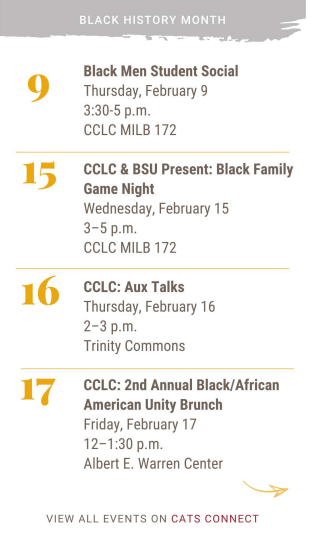 BLACK HISTORY MONTH
9
Black Men Student Social
Thursday, February 9
3:30-5 p.m.
CCLC MILB 172
15
CCLC & BSU Present: Black Family
Game Night
Wednesday, February 15
3–5 p.m.
CCLC MILB 172
16
CCLC: Aux Talks
Thursday, February 16
2–3 p.m.
Trinity Commons
17
CCLC: 2nd Annual Black/African
American Unity Brunch
Friday, February 17
12–1:30 p.m.
Albert E. Warren Center
VIEW ALL EVENTS ON CATS CONNECT